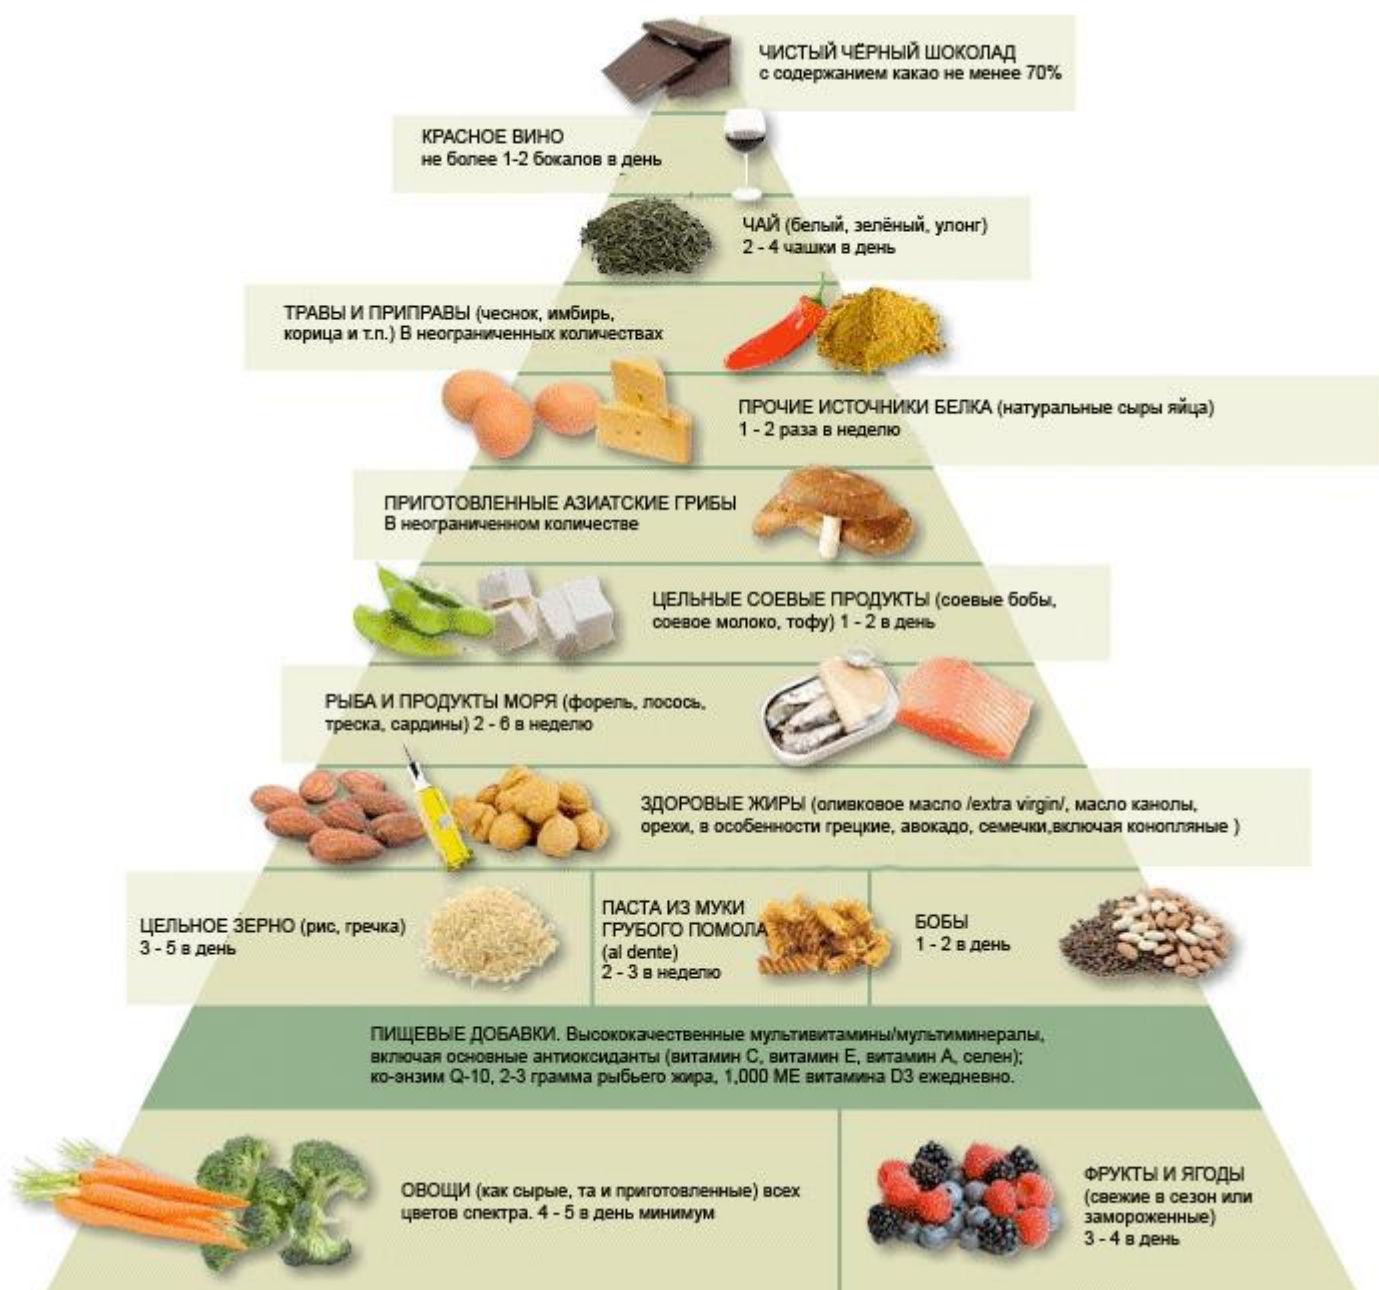 ЧИСТЫЙ ЧЁРНЫЙ ШОКОЛАД
с содержанием какао не менее 70%
КРАСНОЕ ВИНО
не более 1-2 бокалов в день
ЧАЙ (белый, зелёный, улонг)
2 - 4 чашки в день
ТРАВЫ И ПРИПРАВЫ (чеснок, имбирь,
корица и т.п.) В неограниченных количествах
ПРОЧИЕ ИСТОЧНИКИ БЕЛКА (натуральные сыры яйца)
1 - 2 раза в неделю
ПРИГОТОВЛЕННЫЕ АЗИАТСКИЕ ГРИБЫ
В неограниченном количестве
ЦЕЛЬНЫЕ СОЕВЫЕ ПРОДУКТЫ (соевые бобы,
соевое молоко, тофу) 1 - 2 в день
РЫБА И ПРОДУКТЫ МОРЯ (форель, лосось,
треска, сардины) 2 - 6 в неделю
ЗДОРОВЫЕ ЖИРЫ (оливковое масло /extra virgin/, масло канолы,
орехи, в особенности грецкие, авокадо, семечки,включая конопляные )
ЦЕЛЬНОЕ ЗЕРНО (рис, гречка)
3 - 5 в день
ПАСТА ИЗ МУКИ
ГРУБОГО ПОМОЛА
(al dente)
2 - 3 в неделю
БОБЫ
1 - 2 в день
ПИЩЕВЫЕ ДОБАВКИ. Высококачественные мультивитамины/мультиминералы,
включая основные антиоксиданты (витамин С, витамин Е, витамин А, селен);
ко-энзим Q-10, 2-3 грамма рыбьего жира, 1,000 МЕ витамина D3 ежедневно.
ОВОЩИ (как сырые, та и приготовленные) всех
цветов спектра. 4 - 5 в день минимум
ФРУКТЫ И ЯГОДЫ
(свежие в сезон или
замороженные)
3 - 4 в день